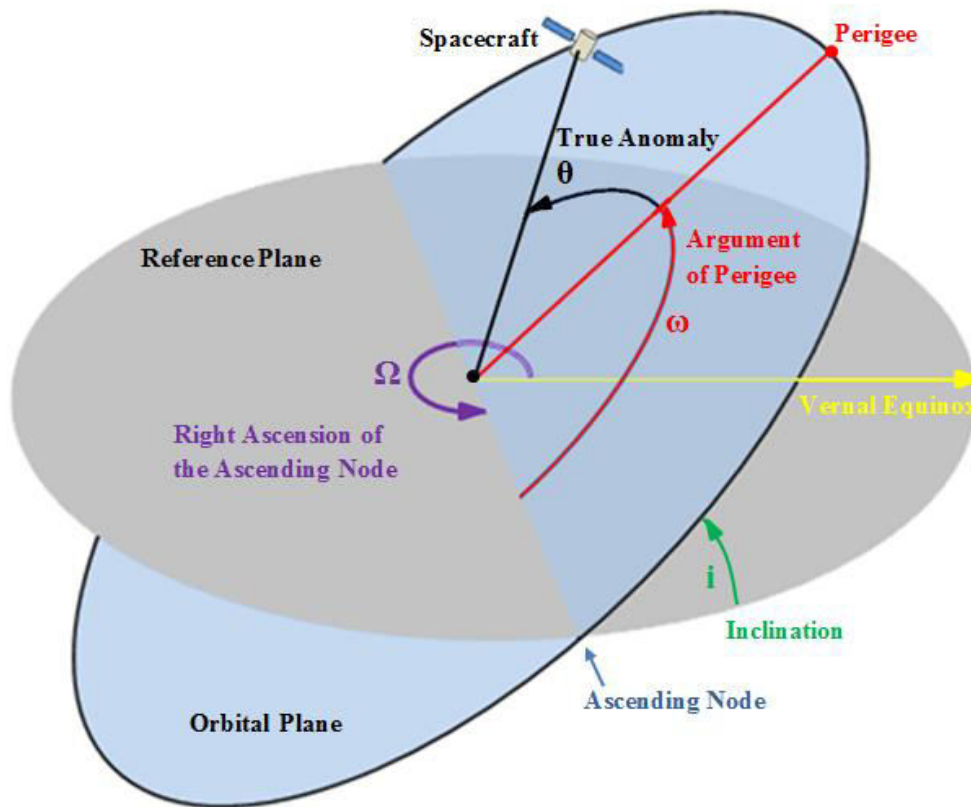 Spacecraft
Perigee
True Anomaly
θ
Reference Plane
Argument
of Perigee
ω
Ω
Vernal Equinox
Right Ascension of
the Ascending Node
i
Inclination
Ascending Node
Orbital Plane